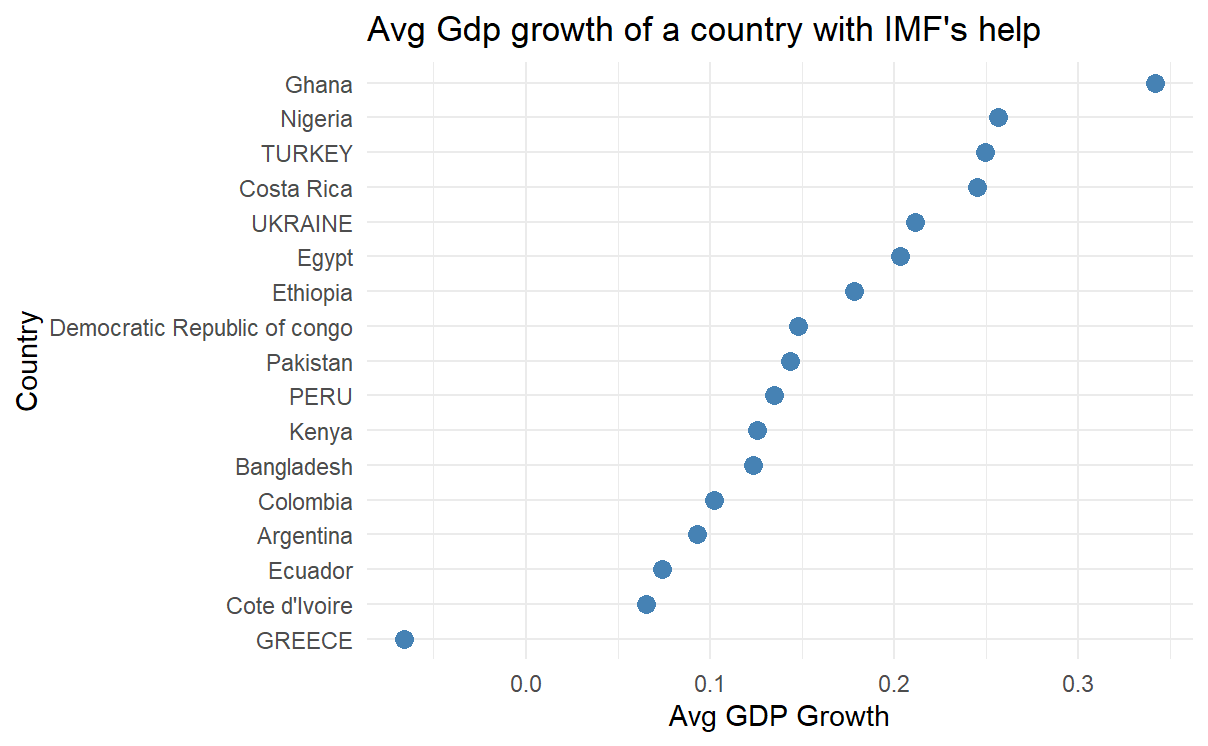 Avg Gdp growth of a country with IMF's help
Country
Ghana
Nigeria
TURKEY
Costa Rica
UKRAINE
Egypt
Ethiopia
Democratic Republic of congo
Pakistan
PERU
Kenya
Bangladesh
Colombia
Argentina
Ecuador
Cote d'Ivoire
GREECE
0.0 0.1 0.2 0.3
Avg GDP Growth